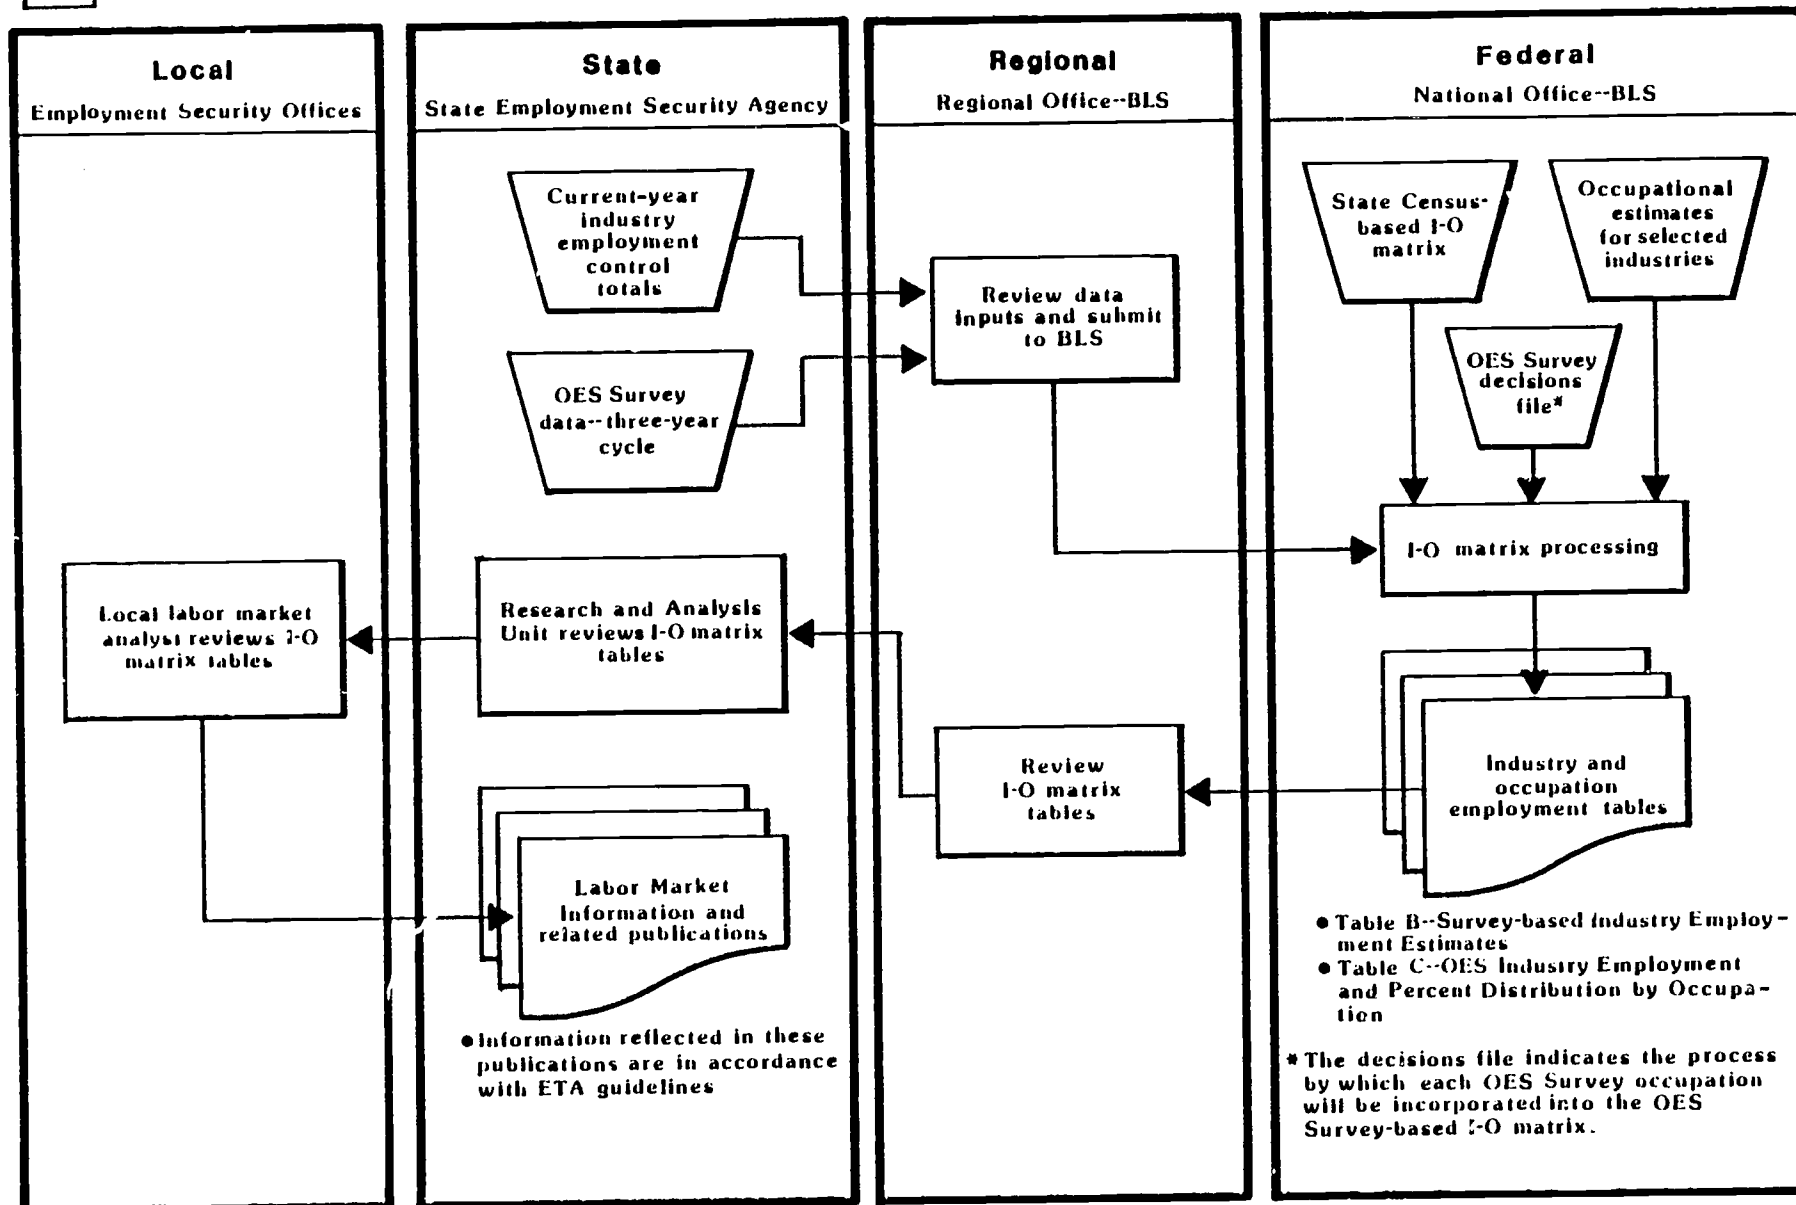 Local
Employment Security Offices
Local labor market
analyst reviews I-O
matrix tables
State
State Employment Security Agency
Current-year
industry
employment
control
totals
OES Survey
data--three-year
cycle
Research and Analysis
Unit reviews I-O matrix
tables
Labor Market
Information and
related publications
● Information reflected in these
publications are in accordance
with ETA guidelines
Regional
Regional Office--BLS
Review data
inputs and submit
to BLS
Review
I-O matrix
tables
Federal
National Office--BLS
State Census-
based I-O
matrix
Occupational
estimates
for selected
industries
OES Survey
decisions
file*
I-O matrix processing
Industry and
occupation
employment tables
● Table B--Survey-based Industry Employ-
ment Estimates
● Table C--OES Industry Employment
and Percent Distribution by Occupa-
tion
* The decisions file indicates the process
by which each OES Survey occupation
will be incorporated into the OES
Survey-based I-O matrix.